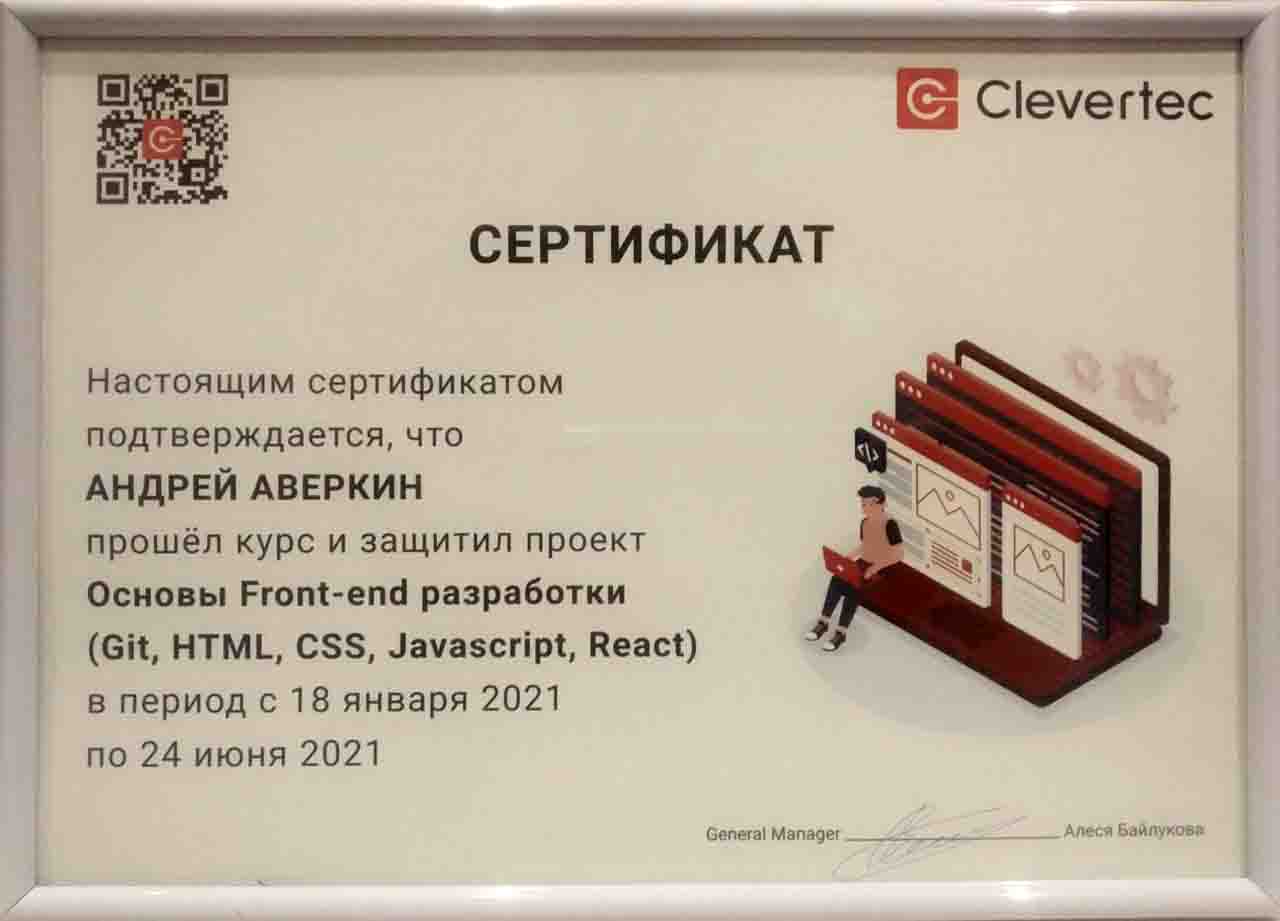 Clevertec
СЕРТИФИКАТ
Настоящим сертификатом
подтверждается, что
АНДРЕЙ АВЕРКИН
прошёл курс и защитил проект
Основы Front-end разработки
(Git, HTML, CSS, Javascript, React)
в период с 18 января 2021
по 24 июня 2021
General Manager Алеся Байлукова